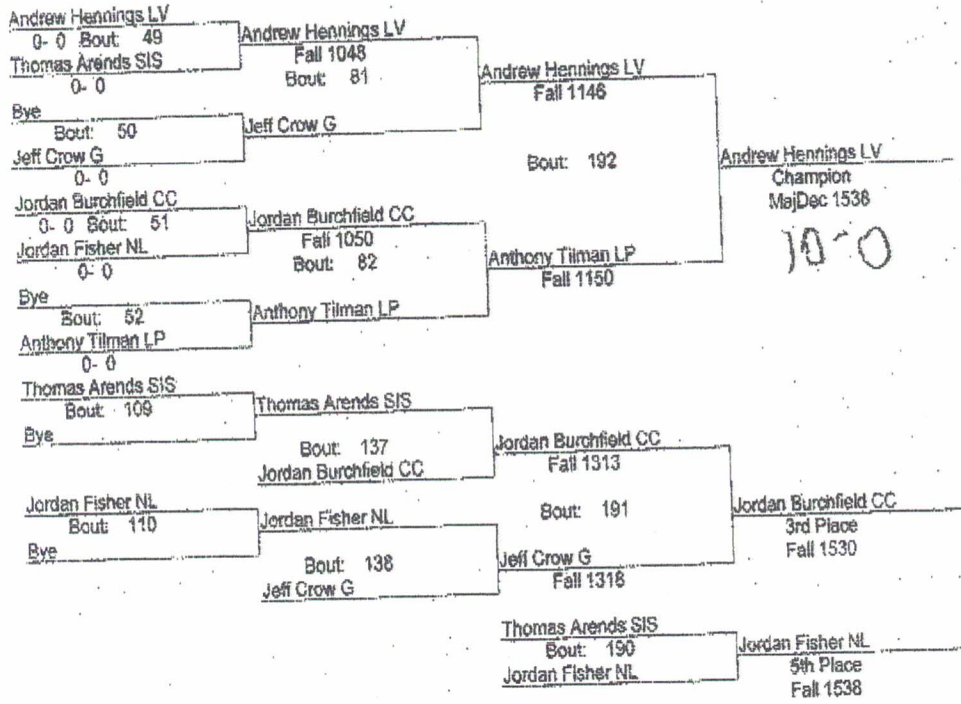 Andrew Hennings LV
0- 0 Bout: 49
Thomas Arends SIS
0- 0
Bye
Bout: 50
Jeff Crow G
0- 0
Jordan Burchfield CC
0- 0 Bout: 51
Jordan Fisher NL
0- 0
Bye
Bout: 52
Anthony Tilman LP
0- 0
Andrew Hennings LV
Fall 1048
Bout: 81
Jeff Crow G
Jordan Burchfield CC
Fall 1050
Bout: 82
Anthony Tilman LP
Andrew Hennings LV
Fall 1146
Bout: 192
Anthony Tilman LP
Fall 1150
Andrew Hennings LV
Champion
MajDec 1538
10-0
Thomas Arends SIS
Bout: 109
Bye
Jordan Fisher NL
Bout: 110
Bye
Thomas Arends SIS
Bout: 137
Jordan Burchfield CC
Jordan Fisher NL
Bout: 138
Jeff Crow G
Jordan Burchfield CC
Fall 1313
Bout: 191
Jeff Crow G
Fall 1318
Jordan Burchfield CC
3rd Place
Fall 1530
Thomas Arends SIS
Bout: 190
Jordan Fisher NL
Jordan Fisher NL
5th Place
Fall 1538